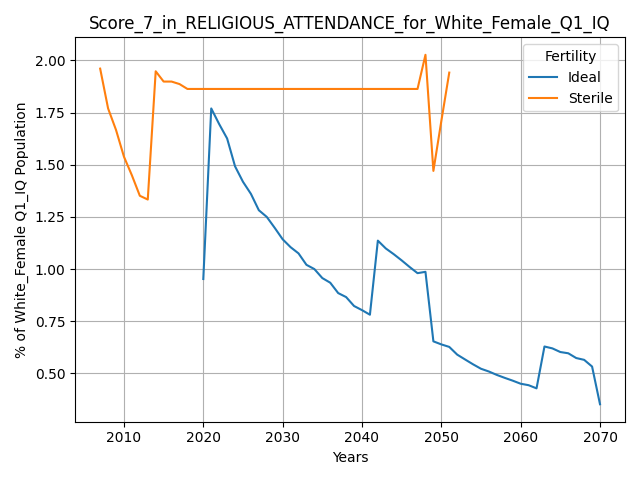 Score_7_in_RELIGIOUS_ATTENDANCE_for_White_Female_Q1_IQ
Fertility
Ideal
Sterile
% of White_Female Q1_IQ Population
2.00
1.75
1.50
1.25
1.00
0.75
0.50
2010 2020 2030 2040 2050 2060 2070
Years